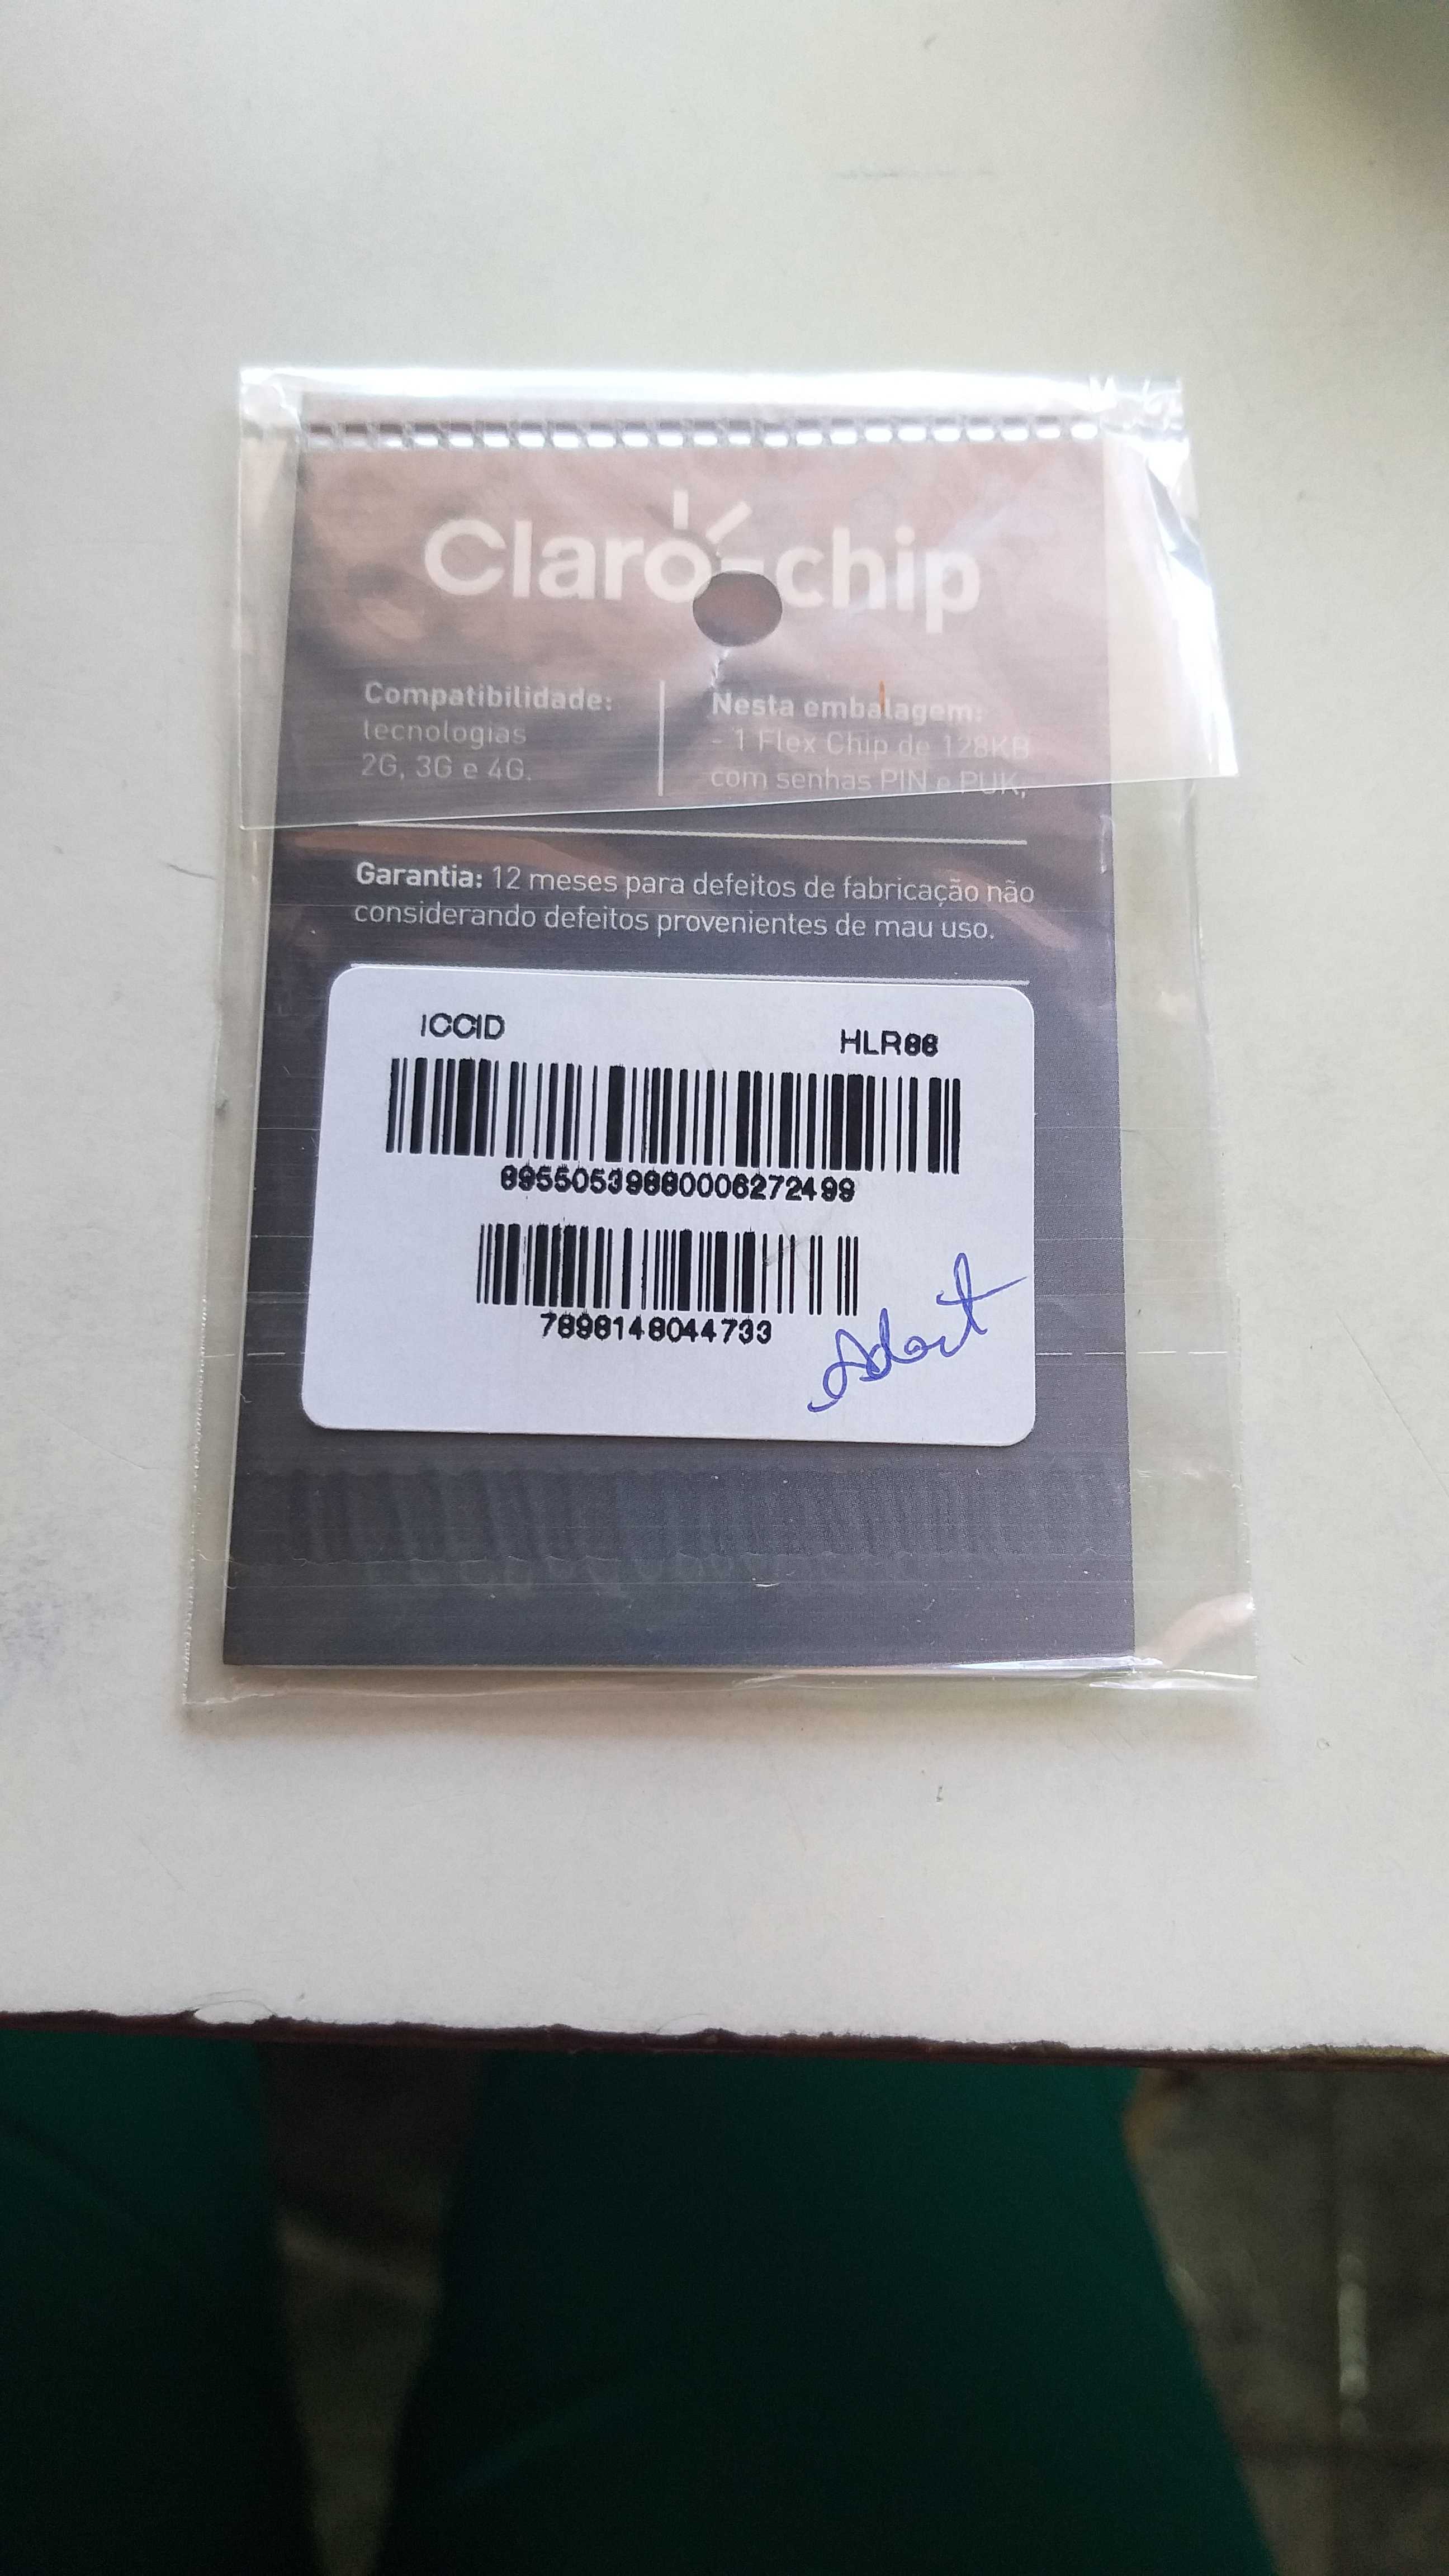 Claro-chip
Compatibilidade:
tecnologias
2G, 3G e 4G.
Nesta embalagem:
- 1 Flex Chip de 128KB
com senhas PIN e PUK;
Garantia: 12 meses para defeitos de fabricação não
considerando defeitos provenientes de mau uso.
ICCID
HLR88
89550539880006272499
7898148044733